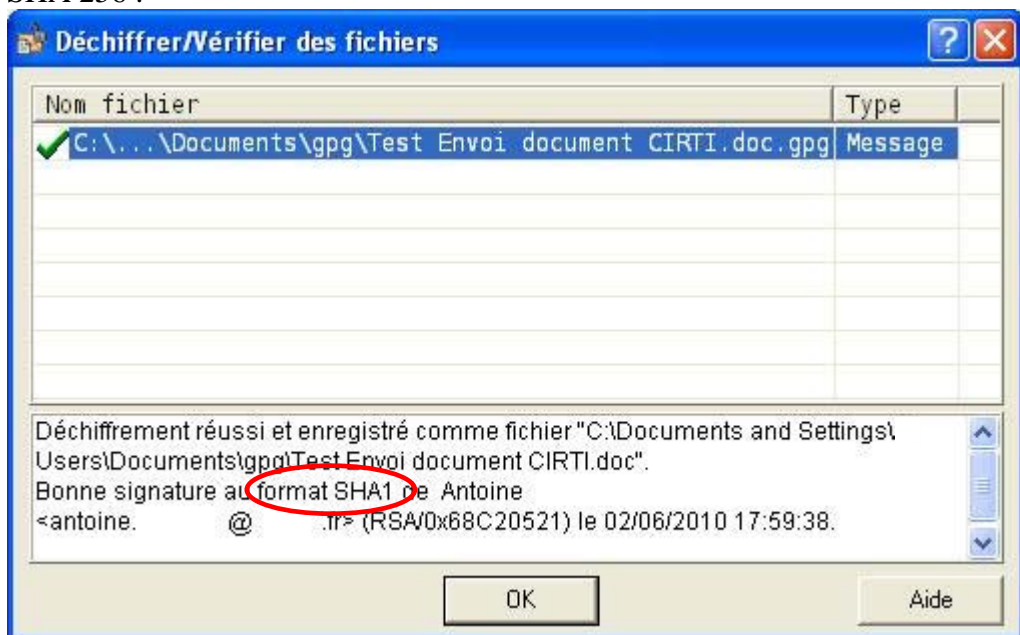 Déchiffrer/Vérifier des fichiers
Nom fichier Type
C:\...\Documents\gpg\Test Envoi document CIRTI.doc.gpg Message
Déchiffrement réussi et enregistré comme fichier "C:\Documents and Settings\
Users\Documents\gpg\Test Envoi document CIRTI.doc".
Bonne signature au format SHA1 de Antoine
<antoine. @ .fr> (RSA/0x68C20521) le 02/06/2010 17:59:38.
OK Aide